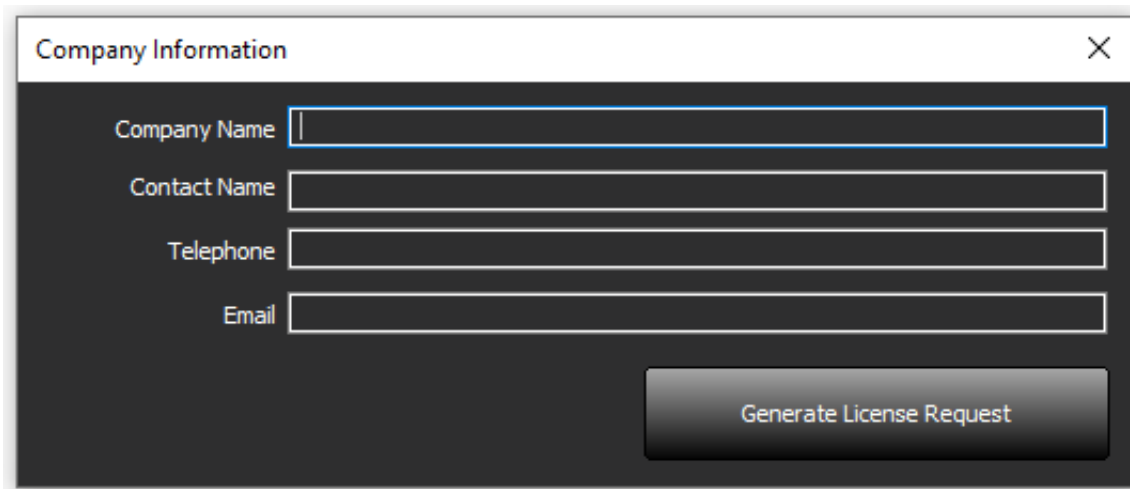 Company Information
Company Name
Contact Name
Telephone
Email
Generate License Request